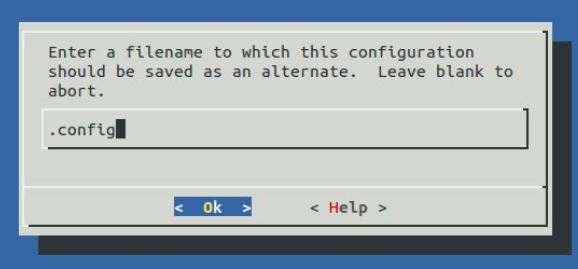 Enter a filename to which this configuration
should be saved as an alternate.  Leave blank to
abort.
.config
<  Ok  > < Help >